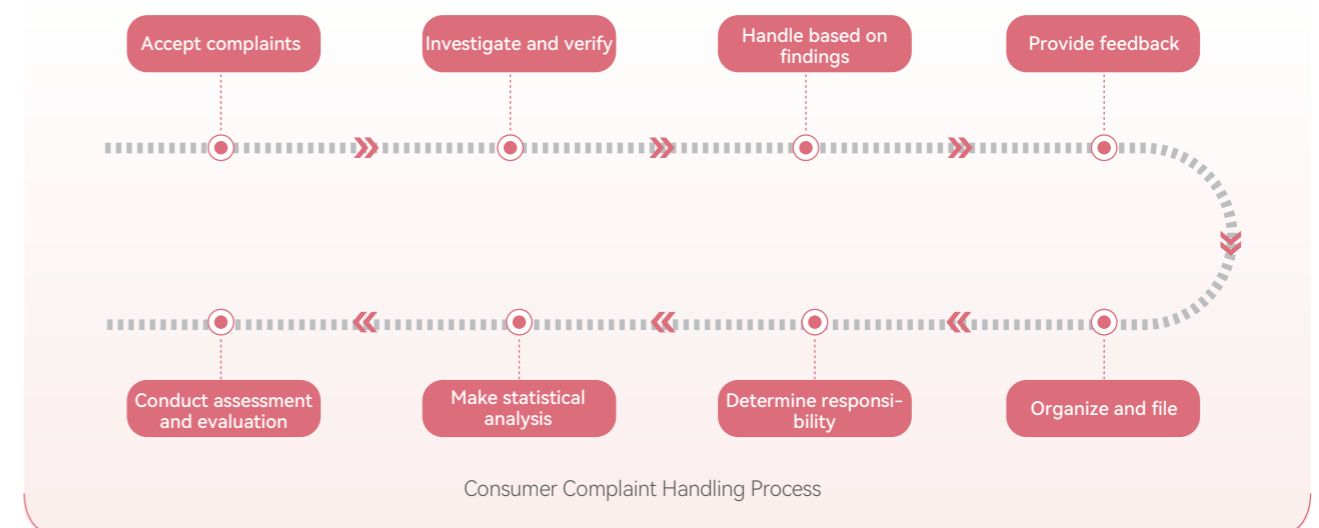 Accept complaints
Investigate and verify
Handle based on
findings
Provide feedback
Conduct assessment
and evaluation
Make statistical
analysis
Determine responsi-
bility
Organize and file
Consumer Complaint Handling Process